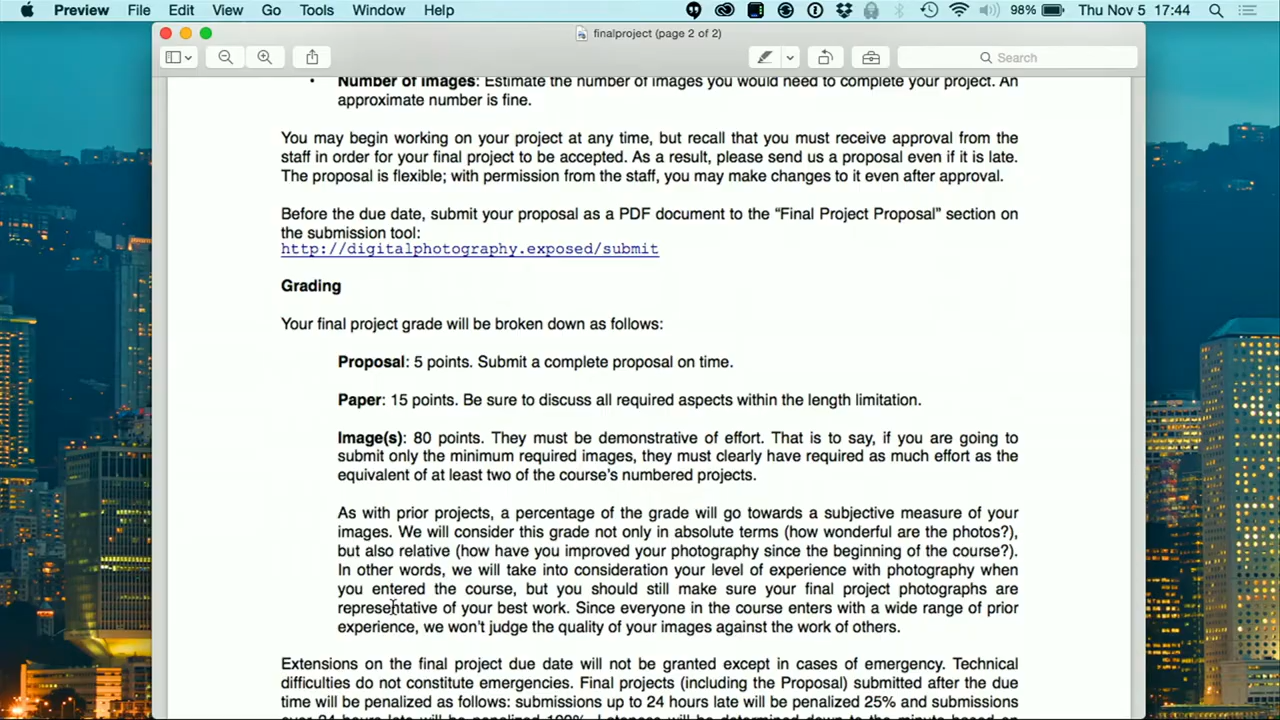 Preview File Edit View Go Tools Window Help 98% Thu Nov 5 17:44
finalproject (page 2 of 2)
Search
• Number of images: Estimate the number of images you would need to complete your project. An
approximate number is fine.
You may begin working on your project at any time, but recall that you must receive approval from the
staff in order for your final project to be accepted. As a result, please send us a proposal even if it is late.
The proposal is flexible; with permission from the staff, you may make changes to it even after approval.
Before the due date, submit your proposal as a PDF document to the “Final Project Proposal” section on
the submission tool:
http://digitalphotography.exposed/submit
Grading
Your final project grade will be broken down as follows:
Proposal: 5 points. Submit a complete proposal on time.
Paper: 15 points. Be sure to discuss all required aspects within the length limitation.
Image(s): 80 points. They must be demonstrative of effort. That is to say, if you are going to
submit only the minimum required images, they must clearly have required as much effort as the
equivalent of at least two of the course’s numbered projects.
As with prior projects, a percentage of the grade will go towards a subjective measure of your
images. We will consider this grade not only in absolute terms (how wonderful are the photos?),
but also relative (how have you improved your photography since the beginning of the course?).
In other words, we will take into consideration your level of experience with photography when
you entered the course, but you should still make sure your final project photographs are
representative of your best work. Since everyone in the course enters with a wide range of prior
experience, we won’t judge the quality of your images against the work of others.
Extensions on the final project due date will not be granted except in cases of emergency. Technical
difficulties do not constitute emergencies. Final projects (including the Proposal) submitted after the due
time will be penalized as follows: submissions up to 24 hours late will be penalized 25% and submissions
over 24 hours late will be penalized 100%. Lateness will be determined down to the minute based on